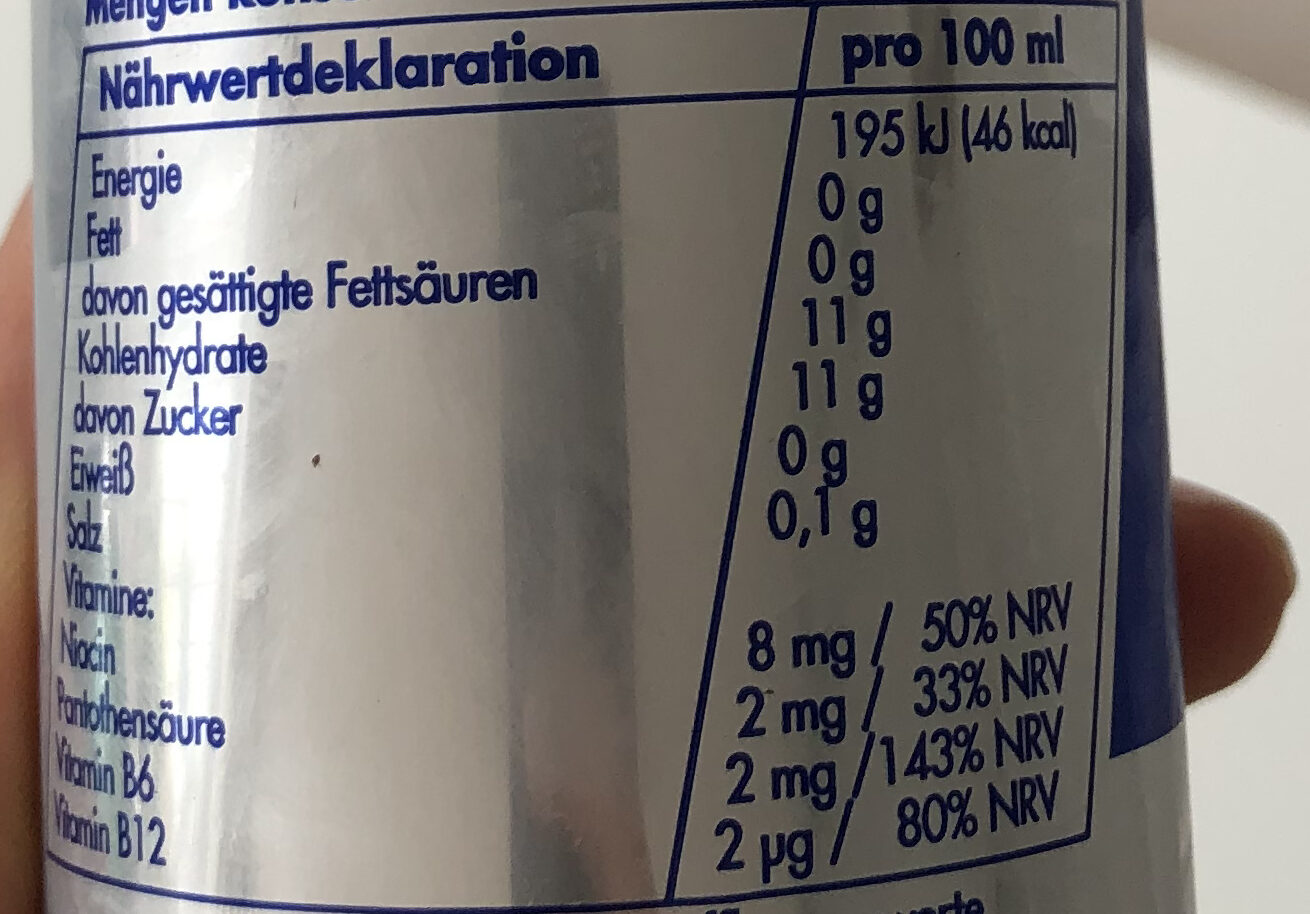 Mengen
Nährwertdeklaration pro 100 ml
Energie 195 kJ (46 kcal)
Fett 0 g
davon gesättigte Fettsäuren 0 g
Kohlenhydrate 11 g
davon Zucker 11 g
Eiweiß 0 g
Salz 0,1 g
Vitamine:
Niacin 8 mg / 50% NRV
Pantothensäure 2 mg / 33% NRV
Vitamin B6 2 mg / 143% NRV
Vitamin B12 2 µg / 80% NRV